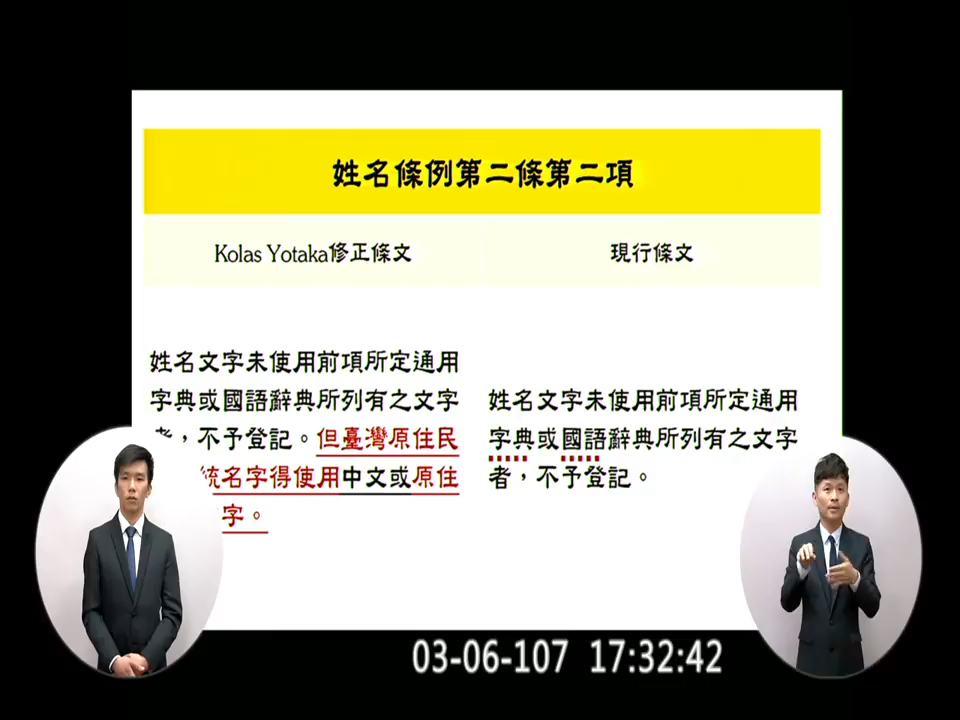 姓名條例第二條第二項
Kolas Yotaka修正條文
現行條文
姓名文字未使用前項所定通用
字典或國語辭典所列有之文字
，不予登記。但臺灣原住民
統名字得使用中文或原住
字。
姓名文字未使用前項所定通用
字典或國語辭典所列有之文字
者，不予登記。
03-06-107 17:32:42